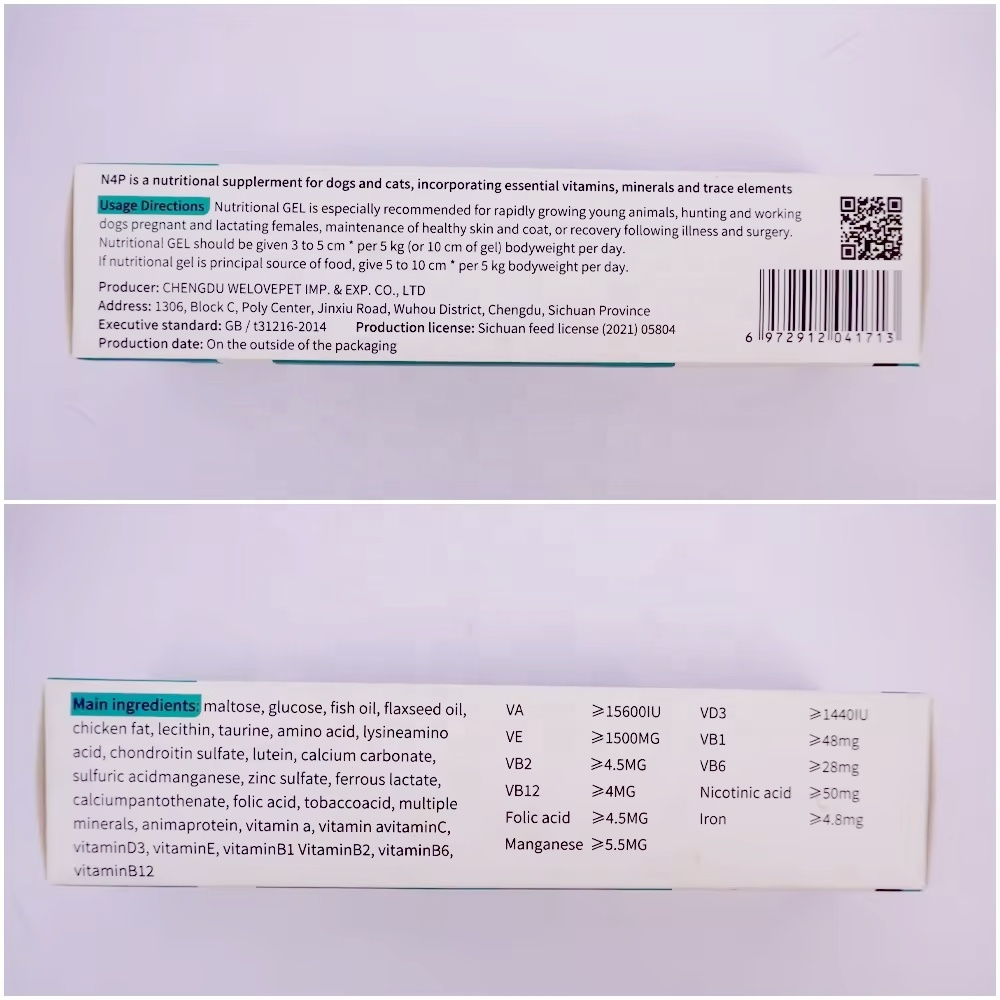 N4P is a nutritional supplerment for dogs and cats, incorporating essential vitamins, minerals and trace elements
Usage Directions Nutritional GEL is especially recommended for rapidly growing young animals, hunting and working
dogs pregnant and lactating females, maintenance of healthy skin and coat, or recovery following illness and surgery.
Nutritional GEL should be given 3 to 5 cm * per 5 kg (or 10 cm of gel) bodyweight per day.
If nutritional gel is principal source of food, give 5 to 10 cm * per 5 kg bodyweight per day.
Producer: CHENGDU WELOVEPET IMP. & EXP. CO., LTD
Address: 1306, Block C, Poly Center, Jinxiu Road, Wuhou District, Chengdu, Sichuan Province
Executive standard: GB / t31216-2014 Production license: Sichuan feed license (2021) 05804
Production date: On the outside of the packaging
6 972912 041713
Main ingredients: maltose, glucose, fish oil, flaxseed oil,
chicken fat, lecithin, taurine, amino acid, lysineamino
acid, chondroitin sulfate, lutein, calcium carbonate,
sulfuric acidmanganese, zinc sulfate, ferrous lactate,
calciumpantothenate, folic acid, tobaccoacid, multiple
minerals, animaprotein, vitamin a, vitamin avitaminC,
vitaminD3, vitaminE, vitaminB1 VitaminB2, vitaminB6,
vitaminB12
VA ≥15600IU VD3 ≥1440IU
VE ≥1500MG VB1 ≥48mg
VB2 ≥4.5MG VB6 ≥28mg
VB12 ≥4MG Nicotinic acid ≥50mg
Folic acid ≥4.5MG Iron ≥4.8mg
Manganese ≥5.5MG